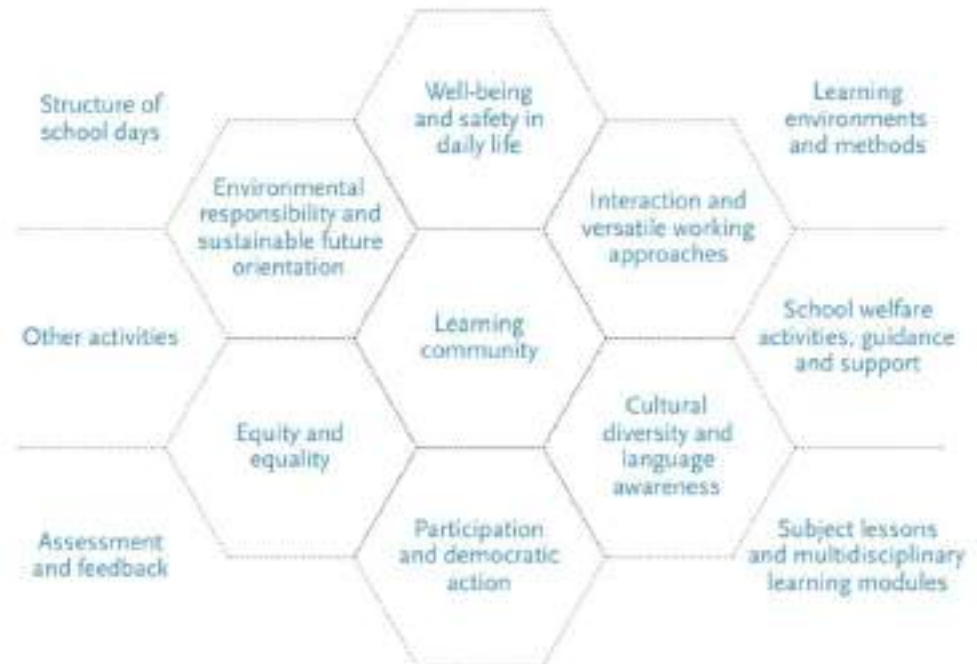 Structure of
school days
Well-being
and safety in
daily life
Learning
environments
and methods
Environmental
responsibility and
sustainable future
orientation
Interaction and
versatile working
approaches
Other activities
Learning
community
School welfare
activities, guidance
and support
Equity and
equality
Cultural
diversity and
language
awareness
Assessment
and feedback
Participation
and democratic
action
Subject lessons
and multidisciplinary
learning modules